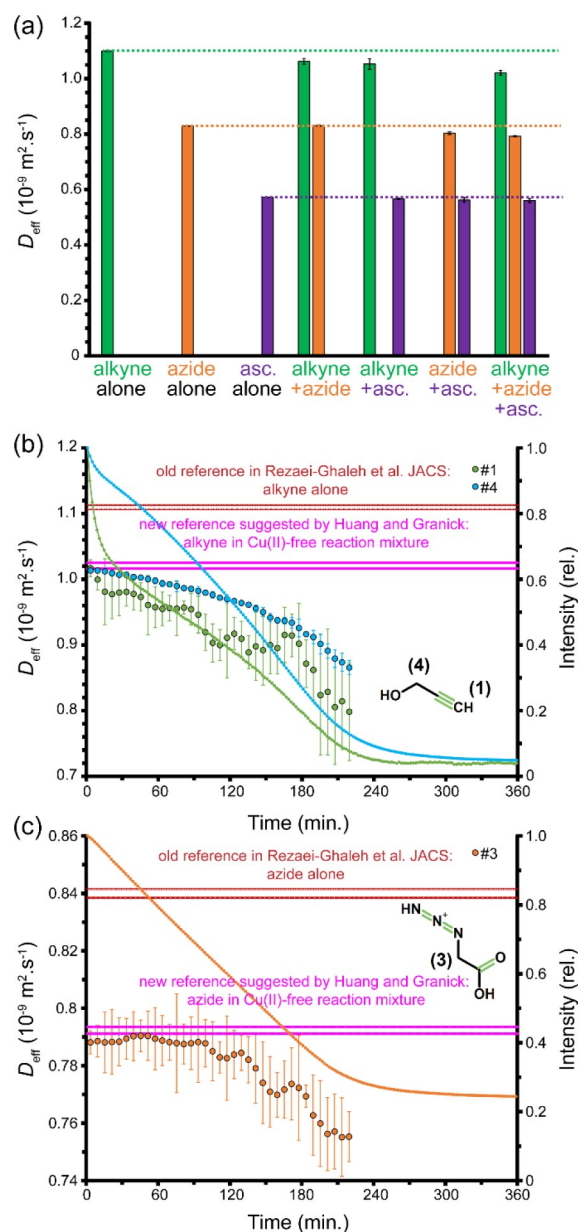 (a)
1.2
1.0
0.8
0.6
0.4
0.2
0
D_eff (10⁻⁹ m².s⁻¹)
alkyne azide asc. alkyne alkyne azide alkyne
alone alone alone +azide +asc. +asc. +azide
+asc.
(b)
1.2
1.1
1.0
0.9
0.8
0.7
D_eff (10⁻⁹ m².s⁻¹)
old reference in Rezaei-Ghaleh et al. JACS:
alkyne alone
#1
#4
new reference suggested by Huang and Granick:
alkyne in Cu(II)-free reaction mixture
(4)
(1)
HO
CH
1.0
0.8
0.6
0.4
0.2
0
Intensity (rel.)
0 60 120 180 240 300 360
Time (min.)
(c)
0.86
0.84
0.82
0.8
0.78
0.76
0.74
D_eff (10⁻⁹ m².s⁻¹)
old reference in Rezaei-Ghaleh et al. JACS:
azide alone
#3
HN
N⁺
N
O
(3)
OH
new reference suggested by Huang and Granick:
azide in Cu(II)-free reaction mixture
1.0
0.8
0.6
0.4
0.2
0
Intensity (rel.)
0 60 120 180 240 300 360
Time (min.)